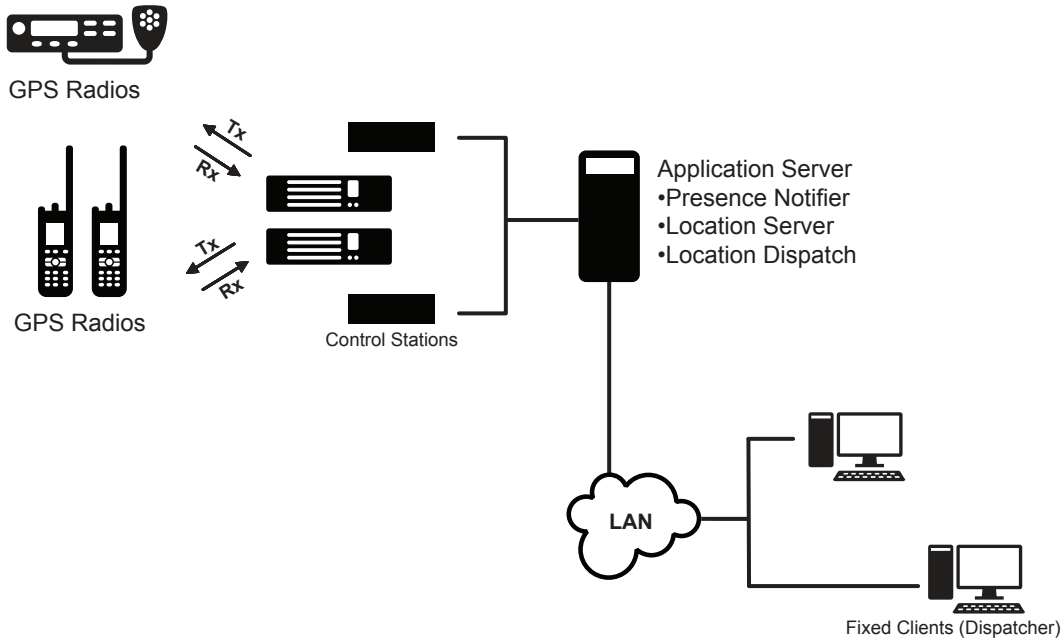 GPS Radios
Tx
Rx
Tx
Rx
GPS Radios
Control Stations
Application Server
•Presence Notifier
•Location Server
•Location Dispatch
LAN
Fixed Clients (Dispatcher)